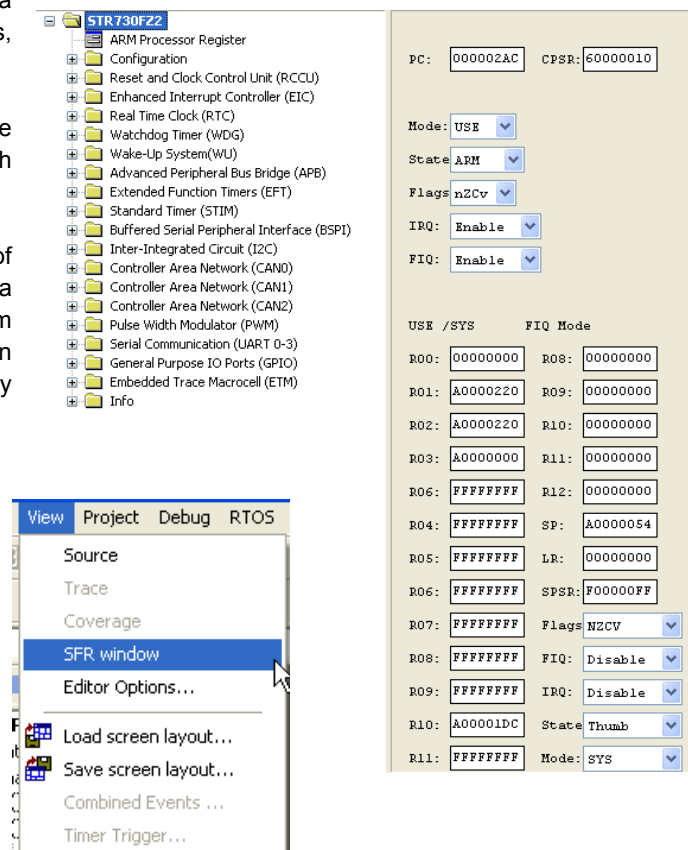 a
s,
e
h
of
a
m
n
y
STR730FZ2
ARM Processor Register
Configuration
Reset and Clock Control Unit (RCCU)
Enhanced Interrupt Controller (EIC)
Real Time Clock (RTC)
Watchdog Timer (WDG)
Wake-Up System(WU)
Advanced Peripheral Bus Bridge (APB)
Extended Function Timers (EFT)
Standard Timer (STIM)
Buffered Serial Peripheral Interface (BSPI)
Inter-Integrated Circuit (I2C)
Controller Area Network (CAN0)
Controller Area Network (CAN1)
Controller Area Network (CAN2)
Pulse Width Modulator (PWM)
Serial Communication (UART 0-3)
General Purpose IO Ports (GPIO)
Embedded Trace Macrocell (ETM)
Info
PC: 000002AC CPSR: 60000010
Mode: USE
State ARM
Flags nZCv
IRQ: Enable
FIQ: Enable
USE /SYS FIQ Mode
R00: 00000000 R08: 00000000
R01: A0000220 R09: 00000000
R02: A0000220 R10: 00000000
R03: A0000000 R11: 00000000
R06: FFFFFFFF R12: 00000000
R04: FFFFFFFF SP: A0000054
R05: FFFFFFFF LR: 00000000
R06: FFFFFFFF SPSR: F00000FF
R07: FFFFFFFF Flags NZCV
R08: FFFFFFFF FIQ: Disable
R09: FFFFFFFF IRQ: Disable
R10: A00001DC State Thumb
R11: FFFFFFFF Mode: SYS
View Project Debug RTOS
Source
Trace
Coverage
SFR window
Editor Options...
Load screen layout...
Save screen layout...
Combined Events ...
Timer Trigger...